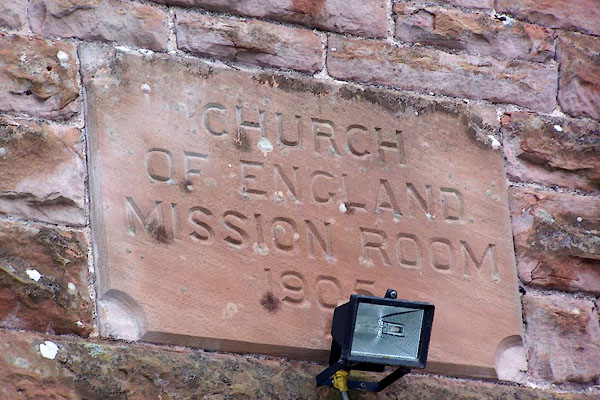 CHURCH
OF ENGLAND
MISSION ROOM
1905